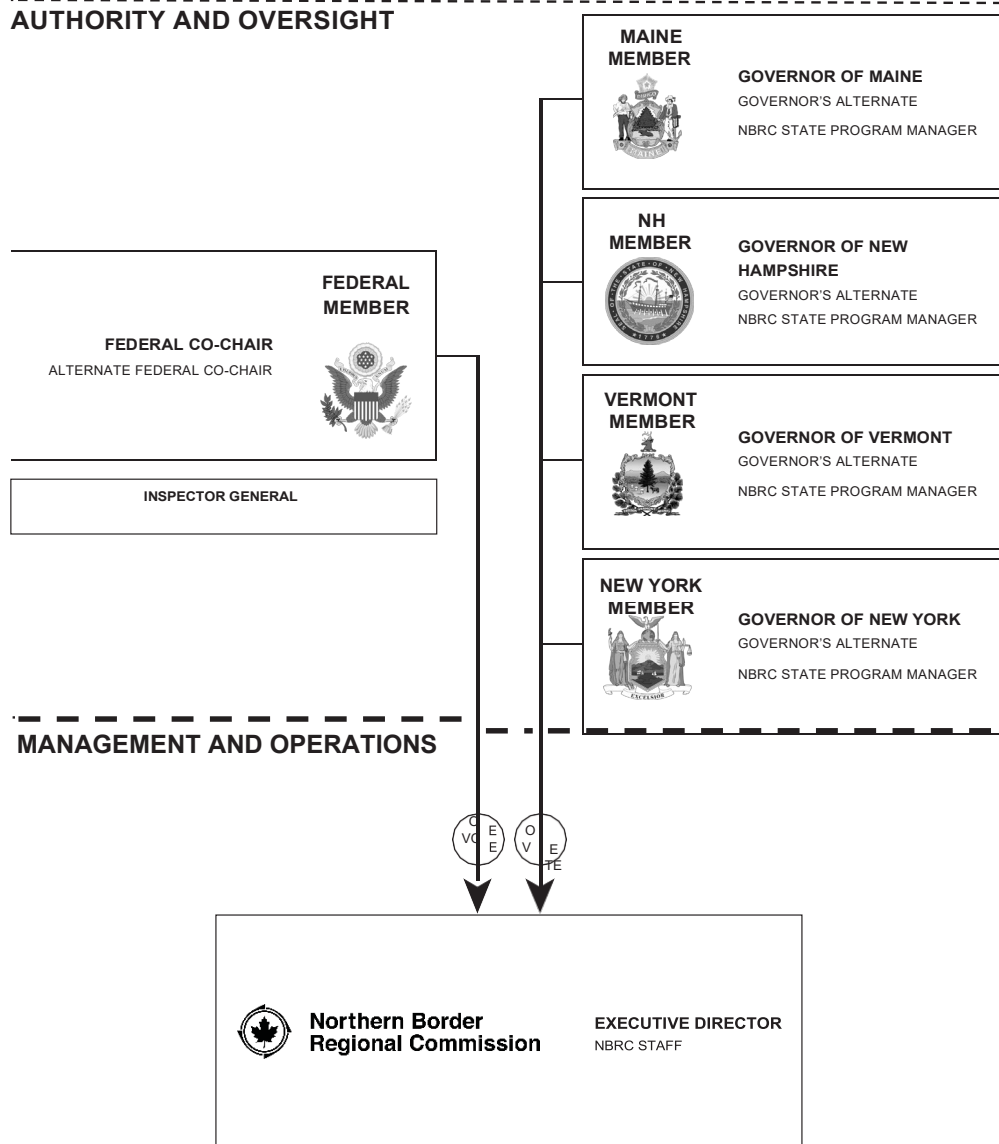 AUTHORITY AND OVERSIGHT
MAINE
MEMBER
GOVERNOR OF MAINE
GOVERNOR'S ALTERNATE
NBRC STATE PROGRAM MANAGER
NH
MEMBER
GOVERNOR OF NEW
HAMPSHIRE
GOVERNOR'S ALTERNATE
NBRC STATE PROGRAM MANAGER
FEDERAL
MEMBER
FEDERAL CO-CHAIR
ALTERNATE FEDERAL CO-CHAIR
INSPECTOR GENERAL
VERMONT
MEMBER
GOVERNOR OF VERMONT
GOVERNOR'S ALTERNATE
NBRC STATE PROGRAM MANAGER
NEW YORK
MEMBER
GOVERNOR OF NEW YORK
GOVERNOR'S ALTERNATE
NBRC STATE PROGRAM MANAGER
EXCELSIOR
MANAGEMENT AND OPERATIONS
Northern Border
Regional Commission
EXECUTIVE DIRECTOR
NBRC STAFF